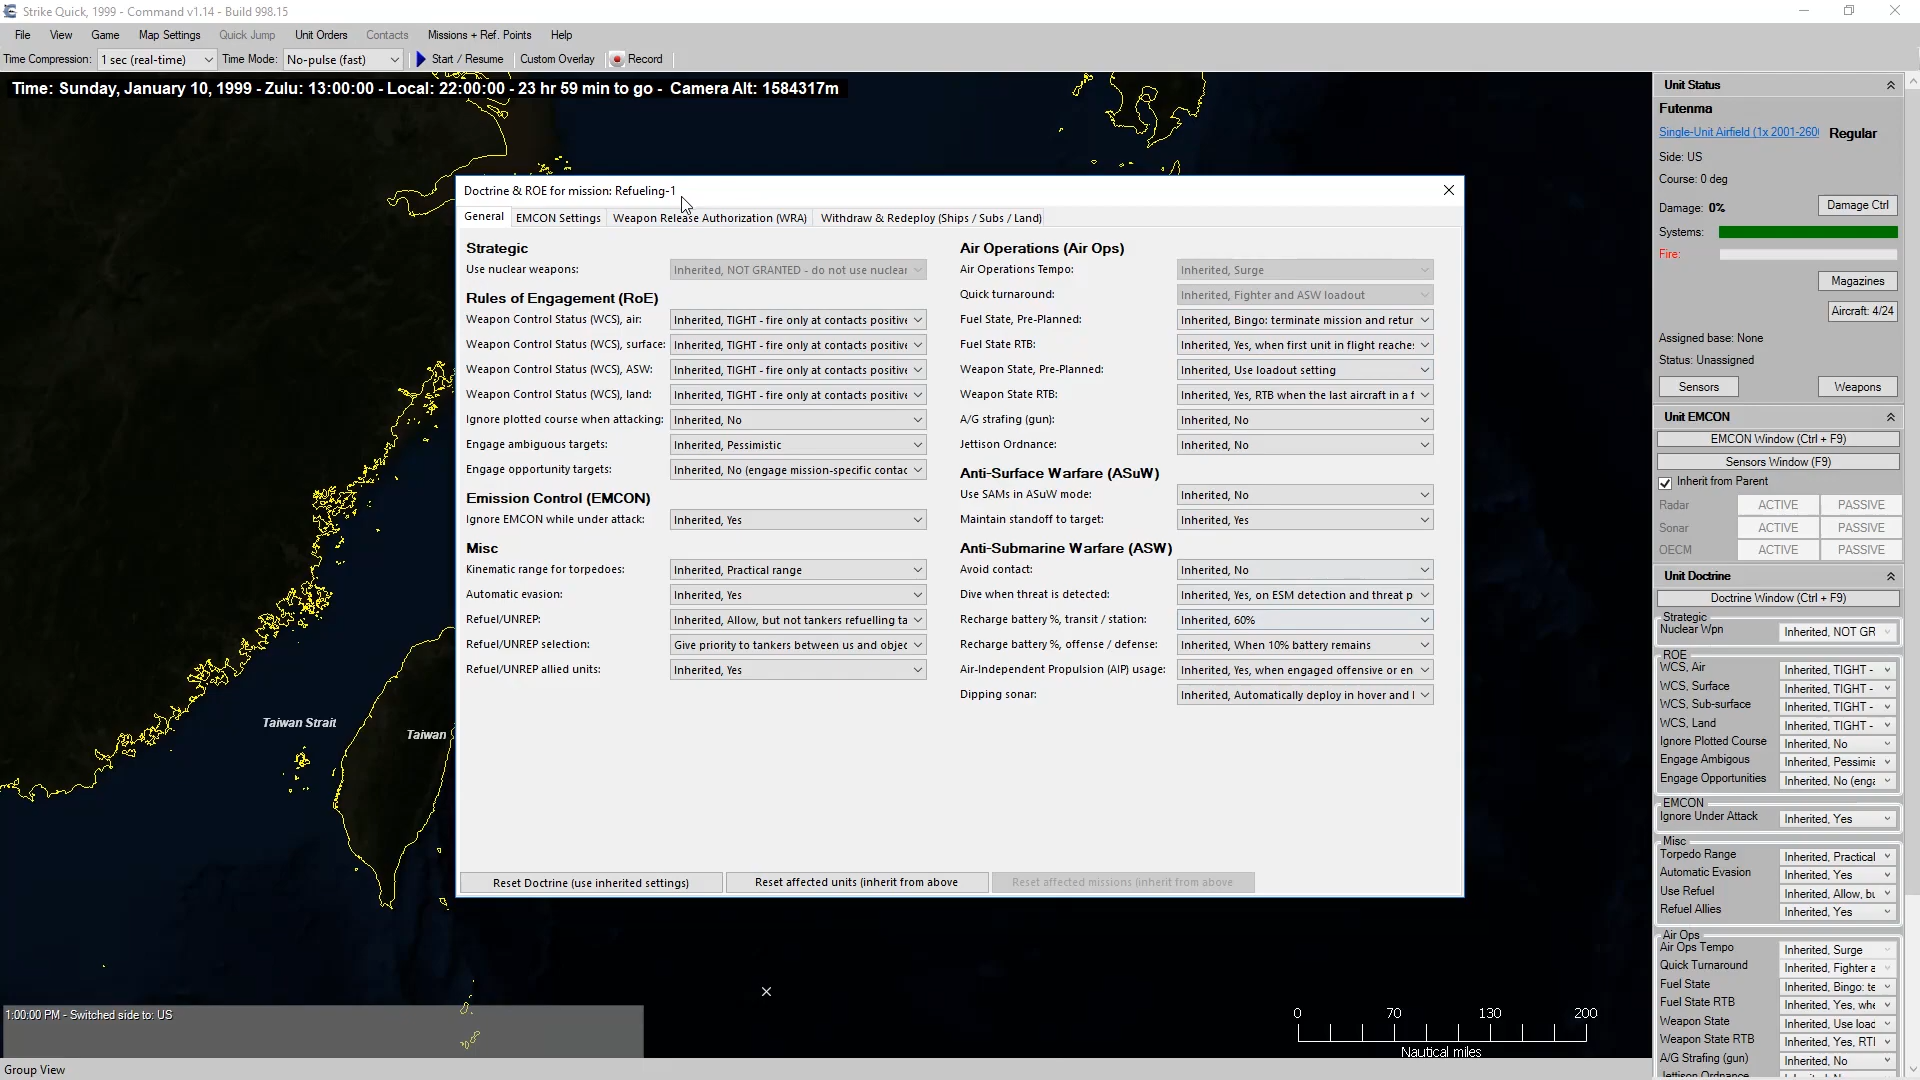 Strike Quick, 1999 - Command v1.14 - Build 998.15
File View Game Map Settings Quick Jump Unit Orders Contacts Missions + Ref. Points Help
Time Compression: 1 sec (real-time) Time Mode: No-pulse (fast) Start / Resume Custom Overlay Record
Time: Sunday, January 10, 1999 - Zulu: 13:00:00 - Local: 22:00:00 - 23 hr 59 min to go - Camera Alt: 1584317m
Doctrine & ROE for mission: Refueling-1
General EMCON Settings Weapon Release Authorization (WRA) Withdraw & Redeploy (Ships / Subs / Land)
Strategic
Use nuclear weapons: Inherited, NOT GRANTED - do not use nuclear
Rules of Engagement (RoE)
Weapon Control Status (WCS), air: Inherited, TIGHT - fire only at contacts positive
Weapon Control Status (WCS), surface: Inherited, TIGHT - fire only at contacts positive
Weapon Control Status (WCS), ASW: Inherited, TIGHT - fire only at contacts positive
Weapon Control Status (WCS), land: Inherited, TIGHT - fire only at contacts positive
Ignore plotted course when attacking: Inherited, No
Engage ambiguous targets: Inherited, Pessimistic
Engage opportunity targets: Inherited, No (engage mission-specific contac
Emission Control (EMCON)
Ignore EMCON while under attack: Inherited, Yes
Misc
Kinematic range for torpedoes: Inherited, Practical range
Automatic evasion: Inherited, Yes
Refuel/UNREP: Inherited, Allow, but not tankers refuelling ta
Refuel/UNREP selection: Give priority to tankers between us and objec
Refuel/UNREP allied units: Inherited, Yes
Air Operations (Air Ops)
Air Operations Tempo: Inherited, Surge
Quick turnaround: Inherited, Fighter and ASW loadout
Fuel State, Pre-Planned: Inherited, Bingo: terminate mission and retur
Fuel State RTB: Inherited, Yes, when first unit in flight reache
Weapon State, Pre-Planned: Inherited, Use loadout setting
Weapon State RTB: Inherited, Yes, RTB when the last aircraft in a f
A/G strafing (gun): Inherited, No
Jettison Ordnance: Inherited, No
Anti-Surface Warfare (ASuW)
Use SAMs in ASuW mode: Inherited, No
Maintain standoff to target: Inherited, Yes
Anti-Submarine Warfare (ASW)
Avoid contact: Inherited, No
Dive when threat is detected: Inherited, Yes, on ESM detection and threat p
Recharge battery %, transit / station: Inherited, 60%
Recharge battery %, offense / defense: Inherited, When 10% battery remains
Air-Independent Propulsion (AIP) usage: Inherited, Yes, when engaged offensive or en
Dipping sonar: Inherited, Automatically deploy in hover and
Reset Doctrine (use inherited settings) Reset affected units (inherit from above Reset affected missions (inherit from above
Taiwan Strait
Taiwan
1:00:00 PM - Switched side to: US
0 70 130 200
Nautical miles
Group View
Unit Status
Futenma
Single-Unit Airfield (1x 2001-260 Regular
Side: US
Course: 0 deg
Damage: 0% Damage Ctrl
Systems:
Fire:
Magazines
Aircraft: 4/24
Assigned base: None
Status: Unassigned
Sensors Weapons
Unit EMCON
EMCON Window (Ctrl + F9)
Sensors Window (F9)
Inherit from Parent
Radar ACTIVE PASSIVE
Sonar ACTIVE PASSIVE
OECM ACTIVE PASSIVE
Unit Doctrine
Doctrine Window (Ctrl + F9)
Strategic
Nuclear Wpn Inherited, NOT GR
ROE
WCS, Air Inherited, TIGHT -
WCS, Surface Inherited, TIGHT -
WCS, Sub-surface Inherited, TIGHT -
WCS, Land Inherited, TIGHT -
Ignore Plotted Course Inherited, No
Engage Ambiguous Inherited, Pessimis
Engage Opportunities Inherited, No (enga
EMCON
Ignore Under Attack Inherited, Yes
Misc
Torpedo Range Inherited, Practical
Automatic Evasion Inherited, Yes
Use Refuel Inherited, Allow, bu
Refuel Allies Inherited, Yes
Air Ops
Air Ops Tempo Inherited, Surge
Quick Turnaround Inherited, Fighter a
Fuel State Inherited, Bingo: te
Fuel State RTB Inherited, Yes, whe
Weapon State Inherited, Use load
Weapon State RTB Inherited, Yes, RTI
A/G Strafing (gun) Inherited, No